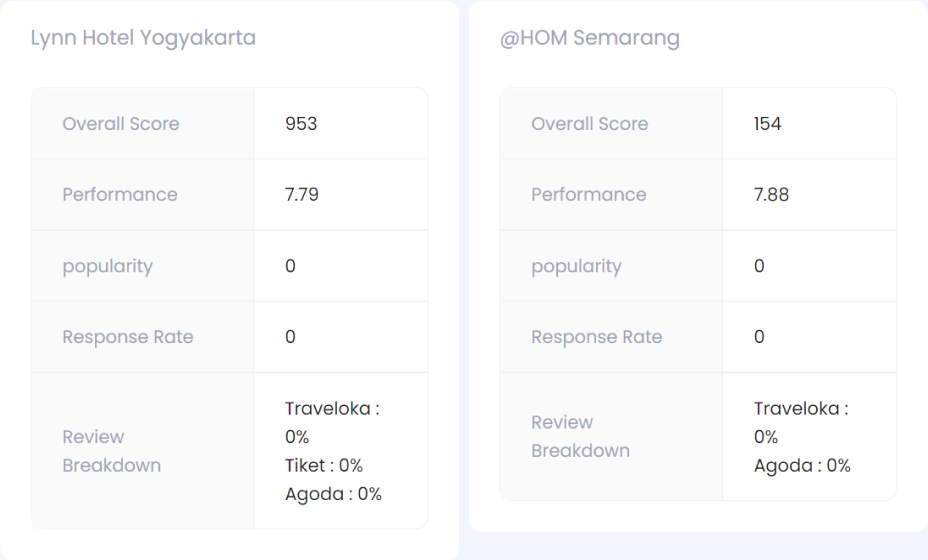 Lynn Hotel Yogyakarta
Overall Score 953
Performance 7.79
popularity 0
Response Rate 0
Review
Breakdown
Traveloka :
0%
Tiket : 0%
Agoda : 0%
@HOM Semarang
Overall Score 154
Performance 7.88
popularity 0
Response Rate 0
Review
Breakdown
Traveloka :
0%
Agoda : 0%